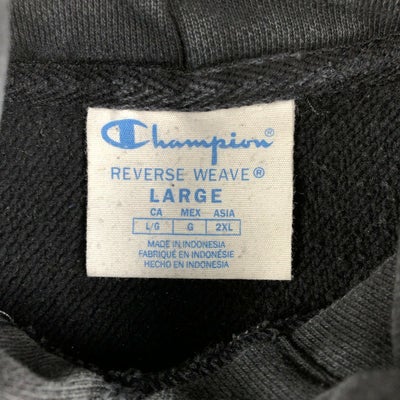 Champion
REVERSE WEAVE®
LARGE
CA MEX ASIA
L/G G 2XL
MADE IN INDONESIA
FABRIQUÉ EN INDONÉSIE
HECHO EN INDONESIA